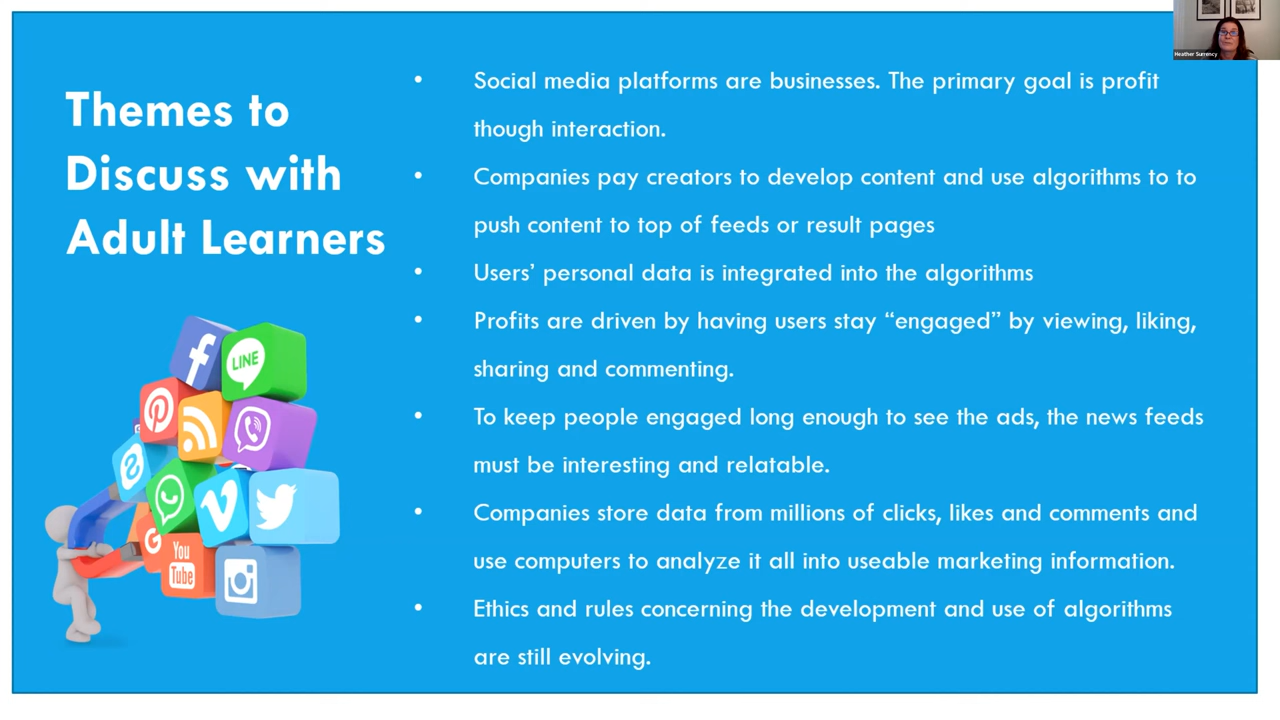 Heather Surrency
Themes to
Discuss with
Adult Learners
• Social media platforms are businesses. The primary goal is profit
though interaction.
• Companies pay creators to develop content and use algorithms to to
push content to top of feeds or result pages
• Users’ personal data is integrated into the algorithms
• Profits are driven by having users stay “engaged” by viewing, liking,
sharing and commenting.
• To keep people engaged long enough to see the ads, the news feeds
must be interesting and relatable.
• Companies store data from millions of clicks, likes and comments and
use computers to analyze it all into useable marketing information.
• Ethics and rules concerning the development and use of algorithms
are still evolving.
f
LINE
G
You
Tube